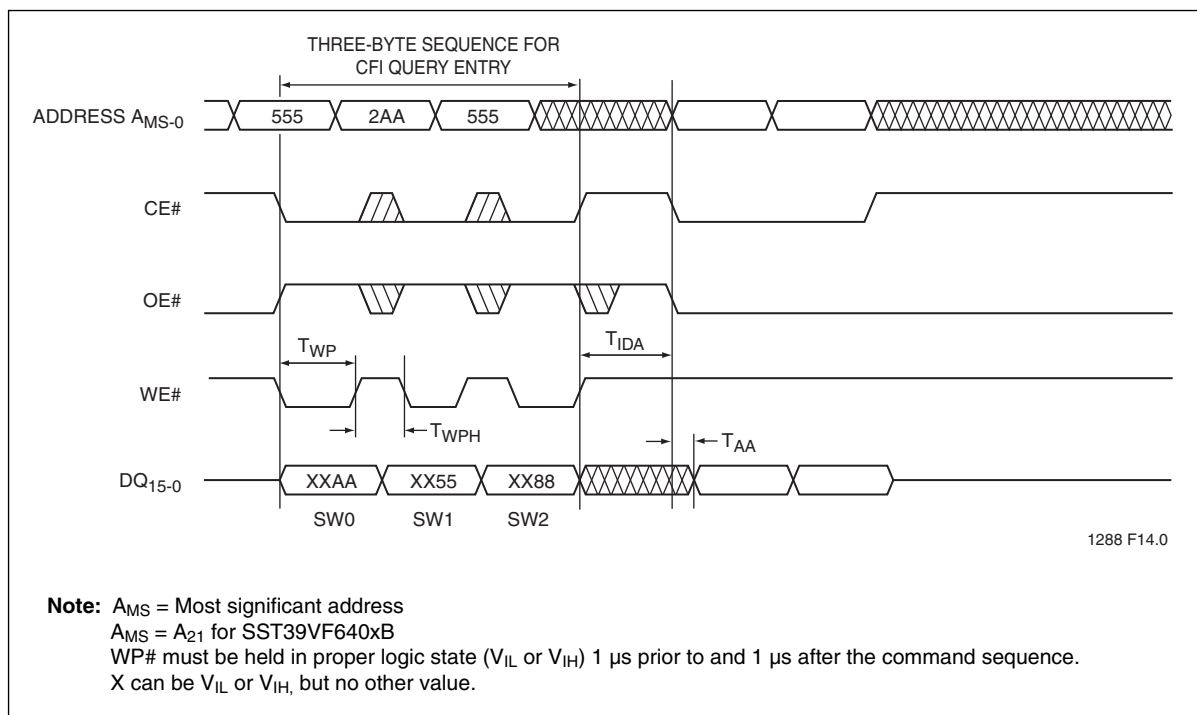 THREE-BYTE SEQUENCE FOR
CFI QUERY ENTRY
ADDRESS AMS-0
555 2AA 555
CE#
OE#
TWP TIDA
WE#
TWPH TAA
DQ15-0
XXAA XX55 XX88
SW0 SW1 SW2
1288 F14.0
Note: AMS = Most significant address
AMS = A21 for SST39VF640xB
WP# must be held in proper logic state (VIL or VIH) 1 µs prior to and 1 µs after the command sequence.
X can be VIL or VIH, but no other value.